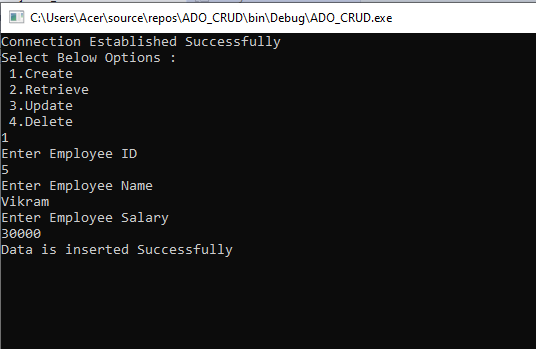 C:\Users\Acer\source\repos\ADO_CRUD\bin\Debug\ADO_CRUD.exe
Connection Established Successfully
Select Below Options :
 1.Create
 2.Retrieve
 3.Update
 4.Delete
1
Enter Employee ID
5
Enter Employee Name
Vikram
Enter Employee Salary
30000
Data is inserted Successfully